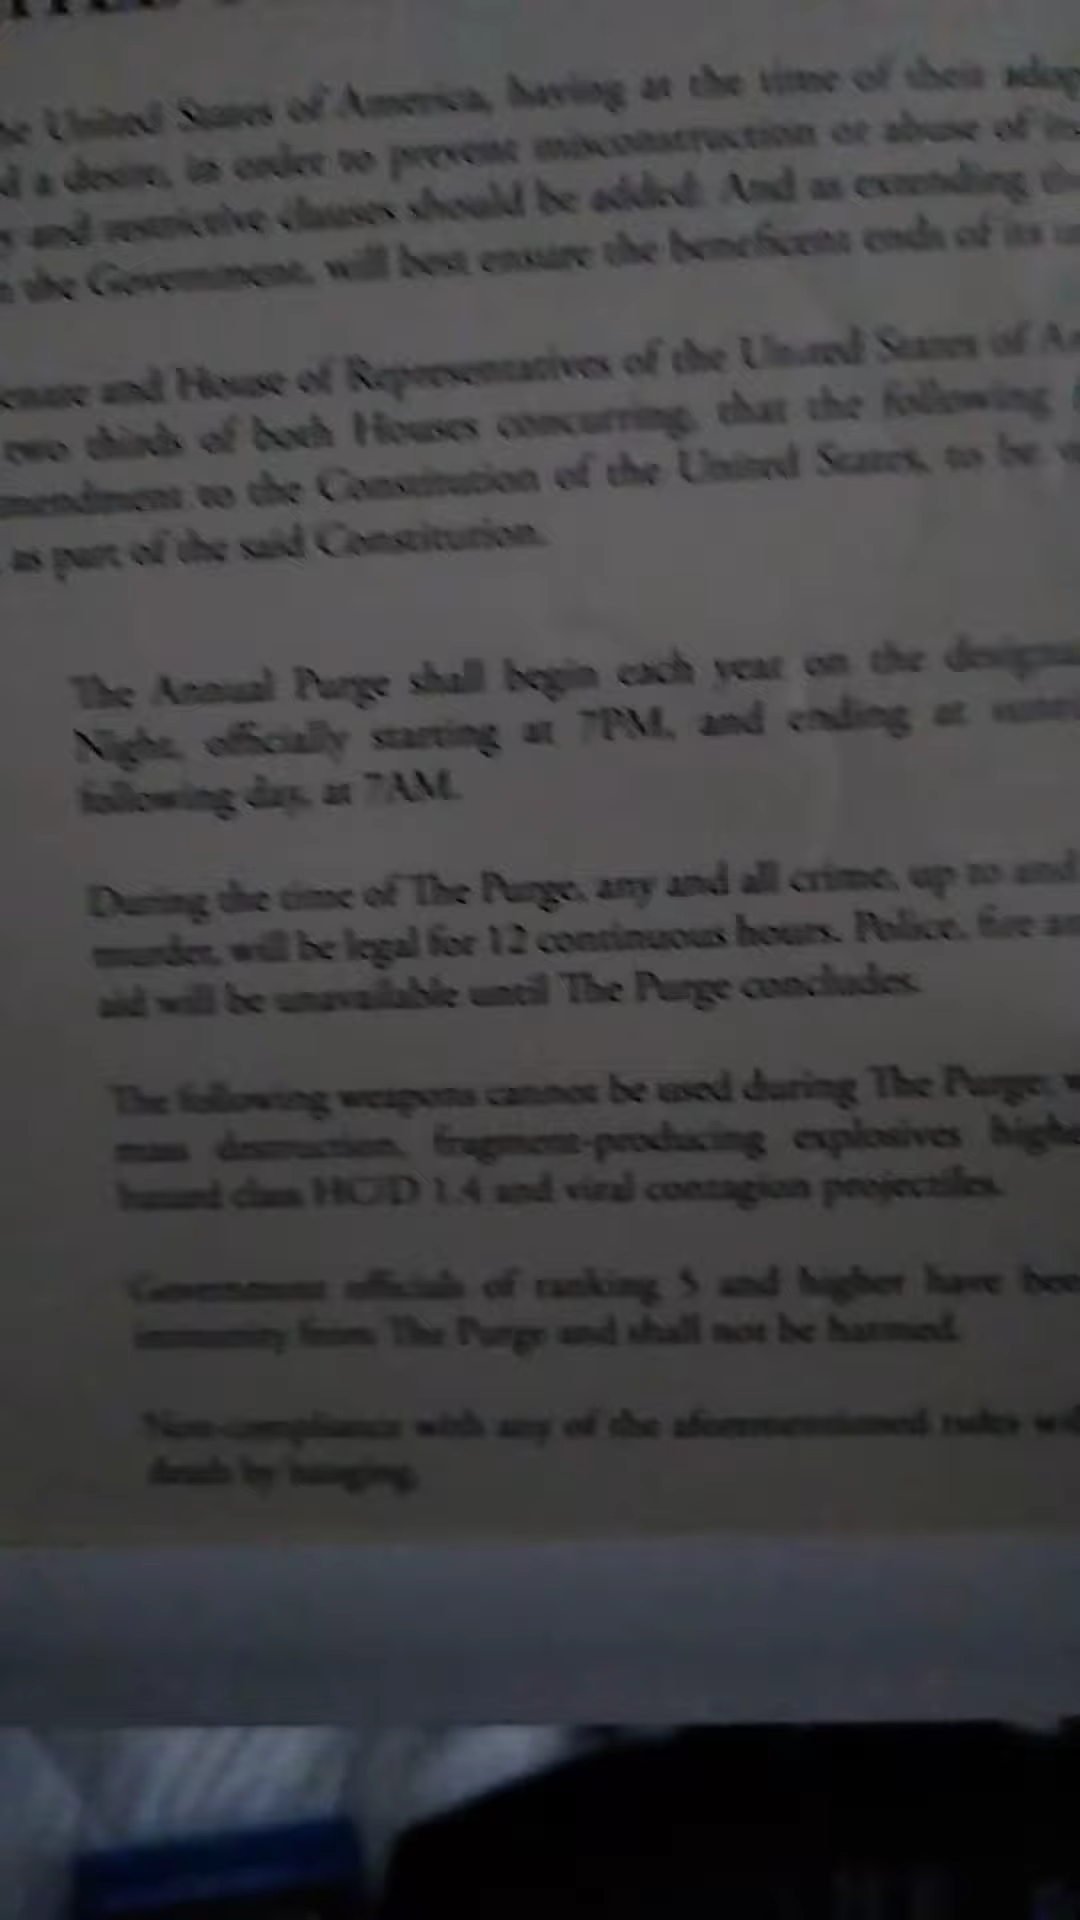 United States of America, having at the time of their
a desire, in order to prevent misconstruction or abuse of its
and restrictive clauses should be added: And as extending
the Government, will best ensure the beneficent ends of its
and House of Representatives of the United States of
two thirds of both Houses concurring, that the following
to the Constitution of the United States, to be
as part of the said Constitution.
The Annual Purge shall begin each year on the
Night, officially starting at 7PM, and ending at
following day, at 7AM.
During the time of The Purge, any and all crime, up to and
murder, will be legal for 12 continuous hours. Police, fire
aid will be unavailable until The Purge concludes.
The following weapons cannot be used during The Purge:
mass destruction, fragment-producing explosives
hazard class HC/D 1.4 and viral contagion projectiles.
Government officials of ranking 5 and higher have
immunity from The Purge and shall not be harmed.
Non-compliance with any of the aforementioned rules
death by hanging.